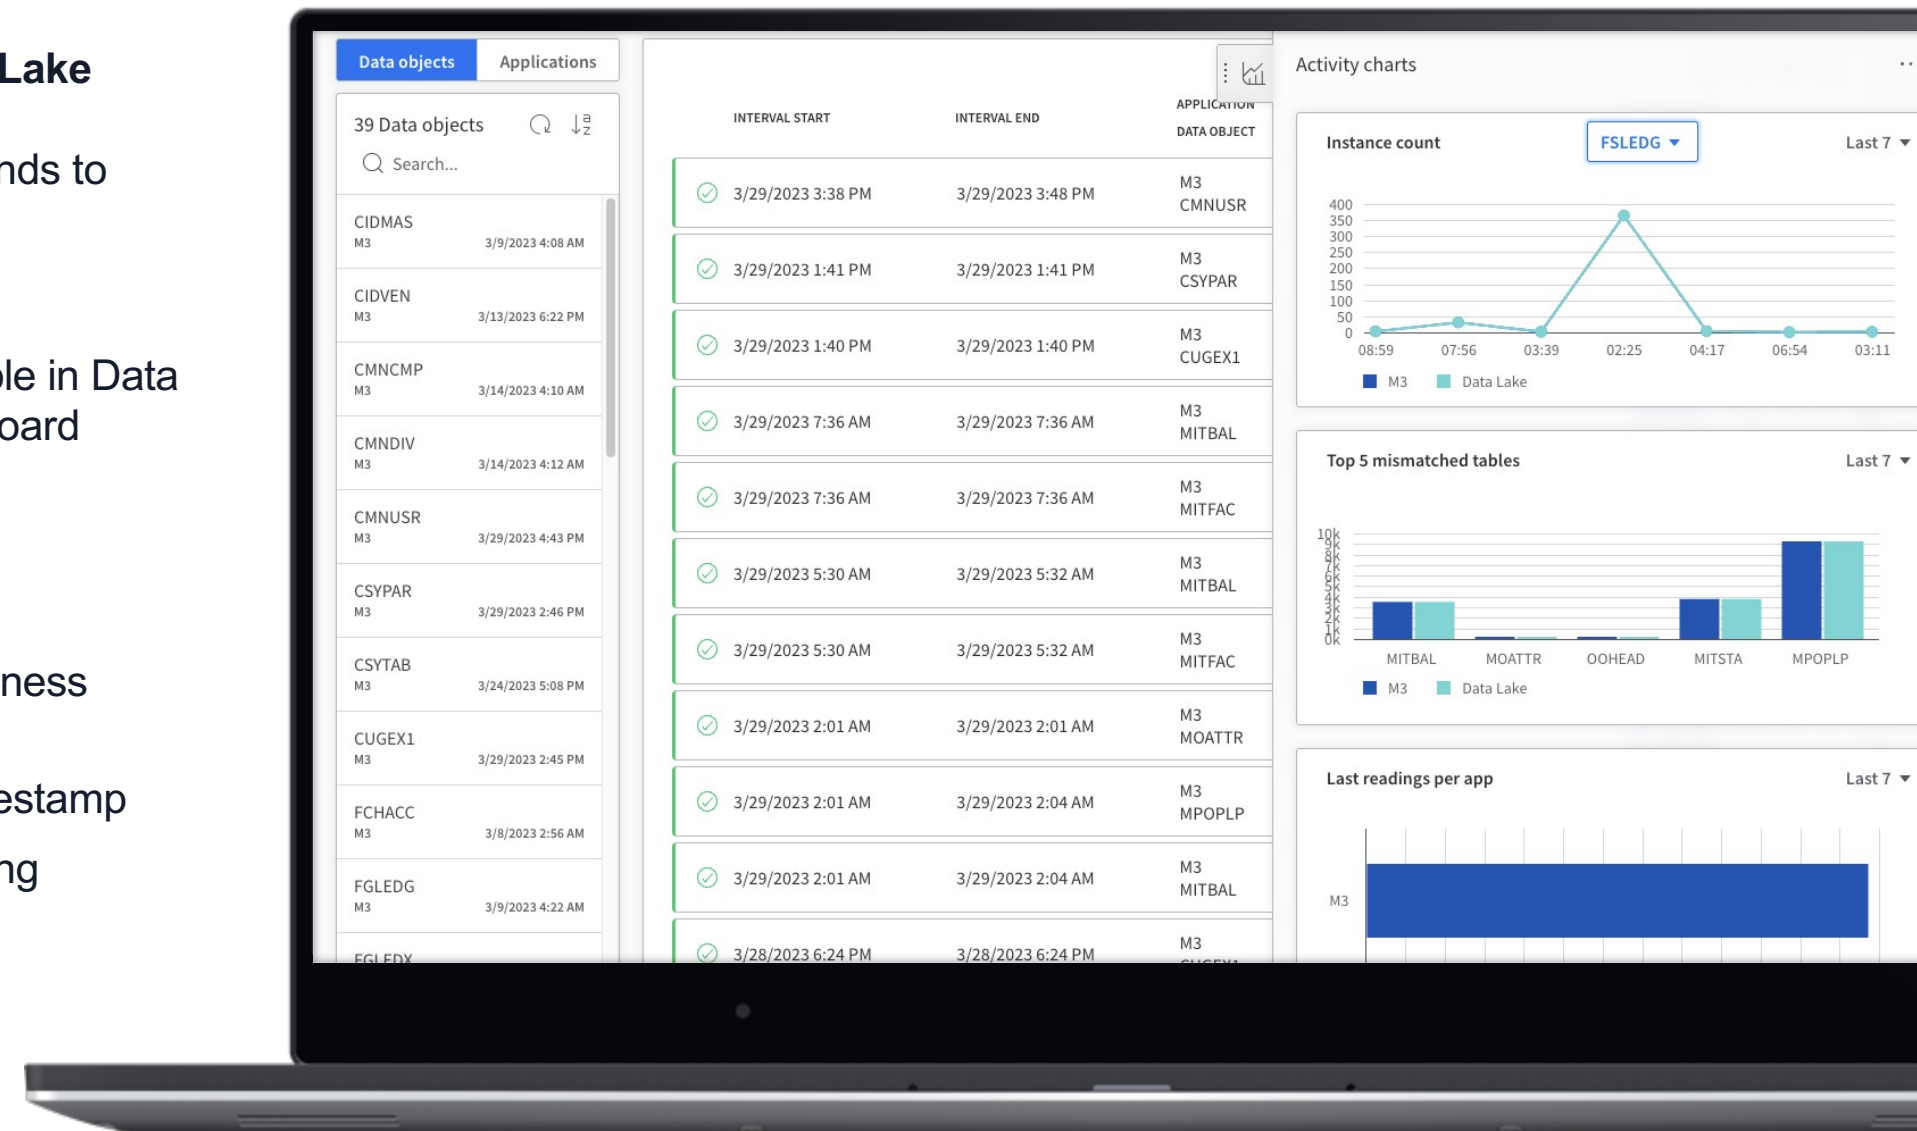 Lake
nds to
ble in Data
oard
ness
estamp
ng
Data objects
Applications
39 Data objects
Search...
CIDMAS
M3 3/9/2023 4:08 AM
CIDVEN
M3 3/13/2023 6:22 PM
CMNCMP
M3 3/14/2023 4:10 AM
CMNDIV
M3 3/14/2023 4:12 AM
CMNUSR
M3 3/29/2023 4:43 PM
CSYPAR
M3 3/29/2023 2:46 PM
CSYTAB
M3 3/24/2023 5:08 PM
CUGEX1
M3 3/29/2023 2:45 PM
FCHACC
M3 3/8/2023 2:56 AM
FGLEDG
M3 3/9/2023 4:22 AM
FGLEDX
INTERVAL START INTERVAL END APPLICATION
DATA OBJECT
3/29/2023 3:38 PM 3/29/2023 3:48 PM M3
CMNUSR
3/29/2023 1:41 PM 3/29/2023 1:41 PM M3
CSYPAR
3/29/2023 1:40 PM 3/29/2023 1:40 PM M3
CUGEX1
3/29/2023 7:36 AM 3/29/2023 7:36 AM M3
MITBAL
3/29/2023 7:36 AM 3/29/2023 7:36 AM M3
MITFAC
3/29/2023 5:30 AM 3/29/2023 5:32 AM M3
MITBAL
3/29/2023 5:30 AM 3/29/2023 5:32 AM M3
MITFAC
3/29/2023 2:01 AM 3/29/2023 2:01 AM M3
MOATTR
3/29/2023 2:01 AM 3/29/2023 2:04 AM M3
MPOPLP
3/29/2023 2:01 AM 3/29/2023 2:04 AM M3
MITBAL
3/28/2023 6:24 PM 3/28/2023 6:24 PM M3
CUGEX1
Activity charts
Instance count FSLEDG Last 7
400
350
300
250
200
150
100
50
0
08:59 07:56 03:39 02:25 04:17 06:54 03:11
M3 Data Lake
Top 5 mismatched tables Last 7
10k
9k
8k
7k
6k
5k
4k
3k
2k
1k
0k
MITBAL MOATTR OOHEAD MITSTA MPOPLP
M3 Data Lake
Last readings per app Last 7
M3